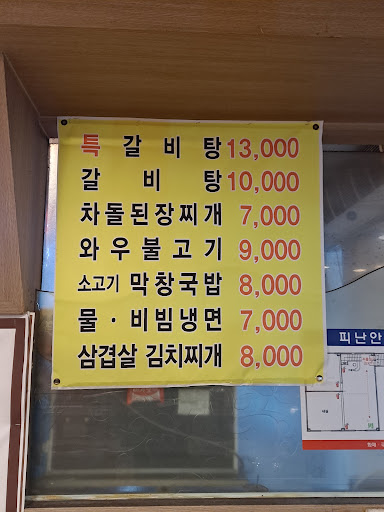 특 갈 비 탕 13,000
갈 비 탕 10,000
차돌된장찌개 7,000
와 우 불 고 기 9,000
소고기 막창국밥 8,000
물 · 비빔냉면 7,000
삼겹살 김치찌개 8,000
피난안